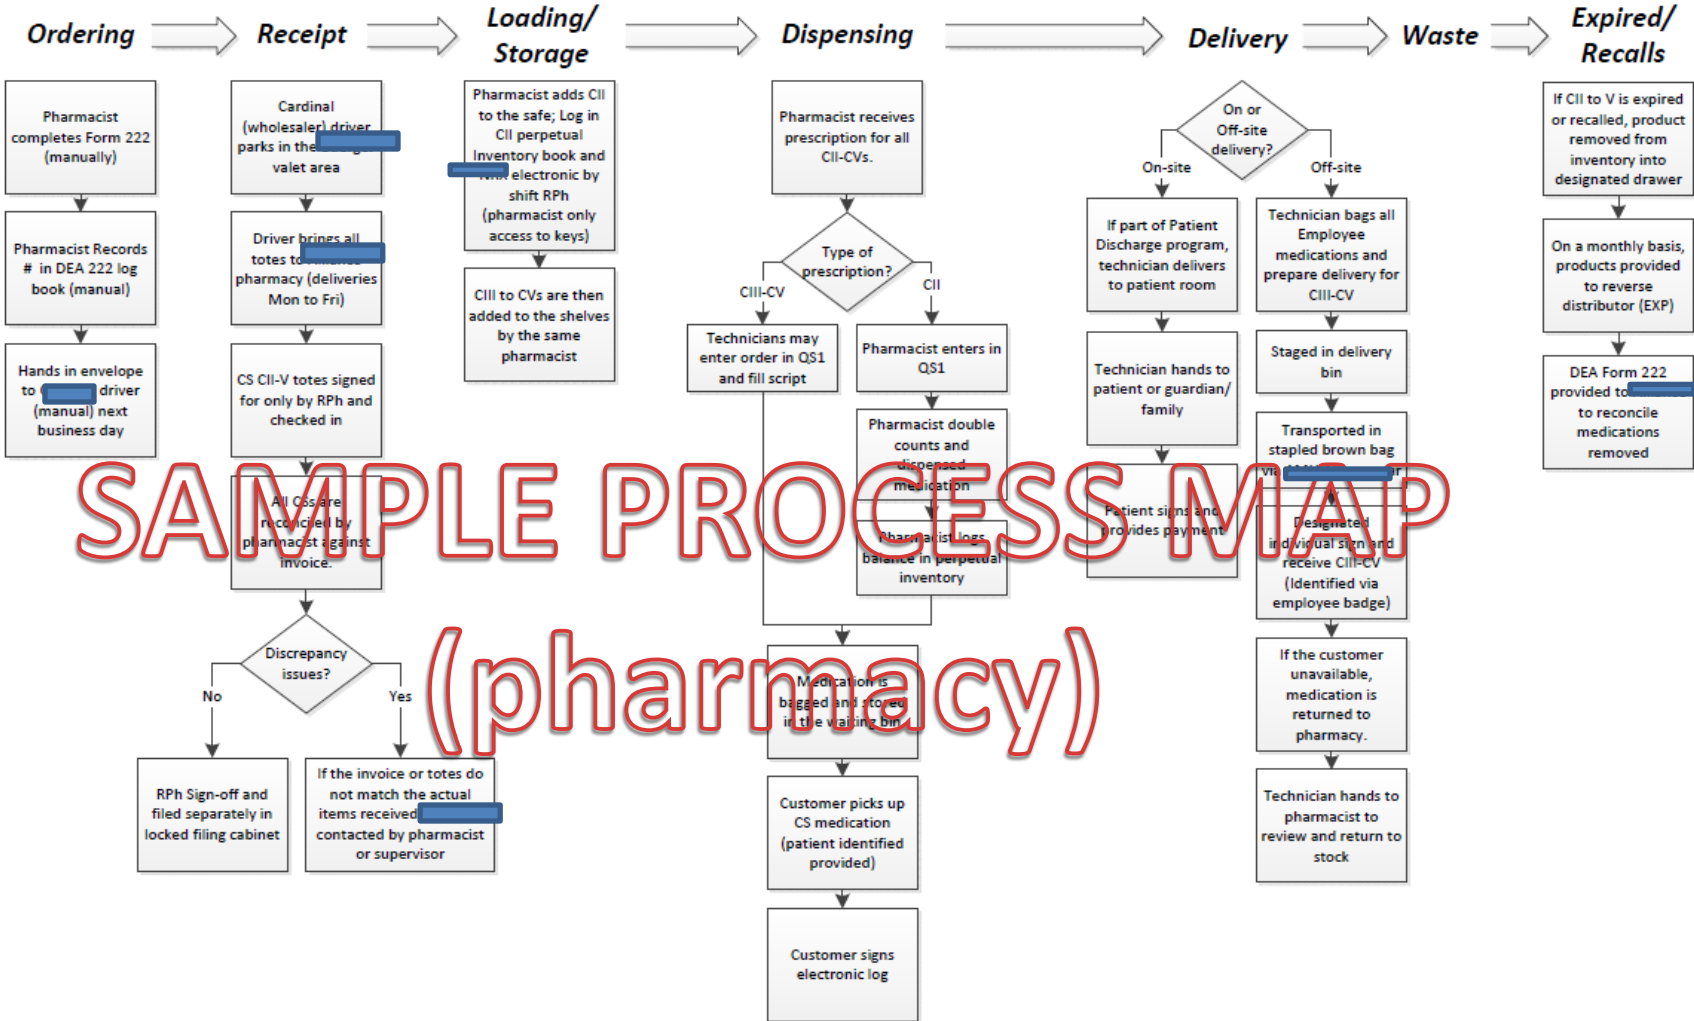 Ordering
Receipt
Loading/
Storage
Dispensing
Delivery
Waste
Expired/
Recalls
Pharmacist
completes Form 222
(manually)
Pharmacist Records
# in DEA 222 log
book (manual)
Hands in envelope
to driver
(manual) next
business day
Cardinal
(wholesaler) driver
parks in the
valet area
Driver brings all
totes to
pharmacy (deliveries
Mon to Fri)
CS CII-V totes signed
for only by RPh and
checked in
All CSs are
reconciled by
pharmacist against
invoice.
Discrepancy
issues?
No
Yes
RPh Sign-off and
filed separately in
locked filing cabinet
If the invoice or totes do
not match the actual
items received
contacted by pharmacist
or supervisor
Pharmacist adds CII
to the safe; Log in
CII perpetual
Inventory book and
electronic by
shift RPh
(pharmacist only
access to keys)
CIII to CVs are then
added to the shelves
by the same
pharmacist
Pharmacist receives
prescription for all
CII-CVs.
Type of
prescription?
CIII-CV
CII
Technicians may
enter order in QS1
and fill script
Pharmacist enters in
QS1
Pharmacist double
counts and
dispensed
medication
Pharmacist logs
balance in perpetual
inventory
Medication is
bagged and stored
in the waiting bin
Customer picks up
CS medication
(patient identified
provided)
Customer signs
electronic log
On or
Off-site
delivery?
On-site
Off-site
If part of Patient
Discharge program,
technician delivers
to patient room
Technician hands to
patient or guardian/
family
Patient signs and
provides payment
Technician bags all
Employee
medications and
prepare delivery for
CIII-CV
Staged in delivery
bin
Transported in
stapled brown bag
via
Designated
individual sign and
receive CIII-CV
(Identified via
employee badge)
If the customer
unavailable,
medication is
returned to
pharmacy.
Technician hands to
pharmacist to
review and return to
stock
If CII to V is expired
or recalled, product
removed from
inventory into
designated drawer
On a monthly basis,
products provided
to reverse
distributor (EXP)
DEA Form 222
provided to
to reconcile
medications
removed
SAMPLE PROCESS MAP
(pharmacy)